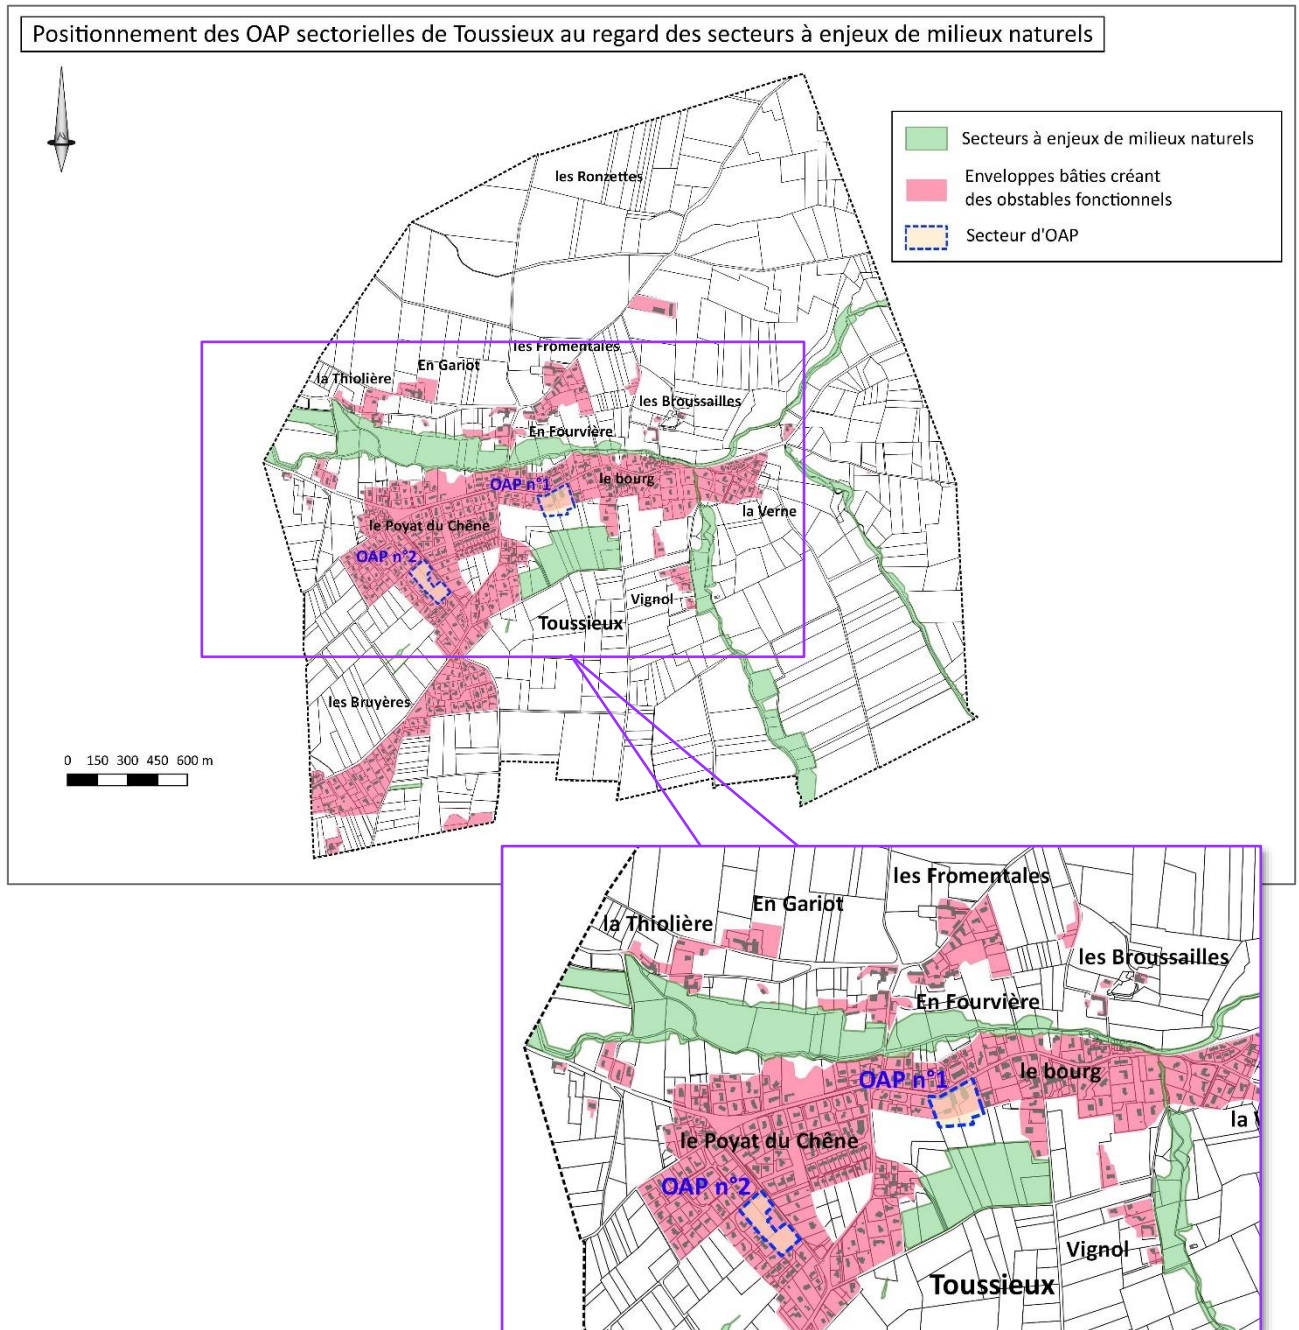 Positionnement des OAP sectorielles de Toussieux au regard des secteurs à enjeux de milieux naturels
Secteurs à enjeux de milieux naturels
Enveloppes bâties créant
des obstables fonctionnels
Secteur d'OAP
les Ronzettes
les Fromentales
En Gariot
la Thiolière
les Broussailles
En Fourvière
le bourg
OAP n°1
la Verne
le Poyat du Chêne
OAP n°2
Vignol
Toussieux
les Bruyères
0 150 300 450 600 m
les Fromentales
En Gariot
la Thiolière
les Broussailles
En Fourvière
le bourg
OAP n°1
la
le Poyat du Chêne
OAP n°2
Vignol
Toussieux